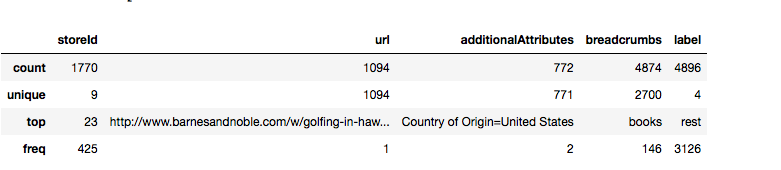 storeId url additionalAttributes breadcrumbs label
count 1770 1094 772 4874 4896
unique 9 1094 771 2700 4
top 23 http://www.barnesandnoble.com/w/golfing-in-haw... Country of Origin=United States books rest
freq 425 1 2 146 3126